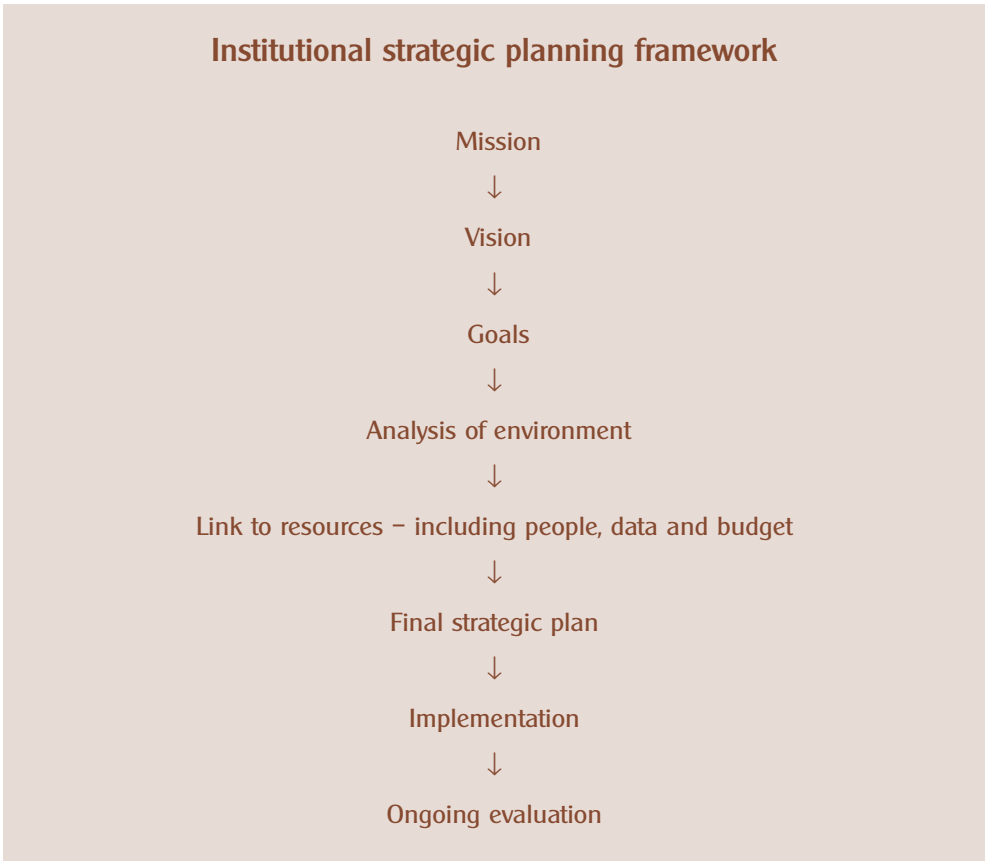 Institutional strategic planning framework
Mission
↓
Vision
↓
Goals
↓
Analysis of environment
↓
Link to resources – including people, data and budget
↓
Final strategic plan
↓
Implementation
↓
Ongoing evaluation